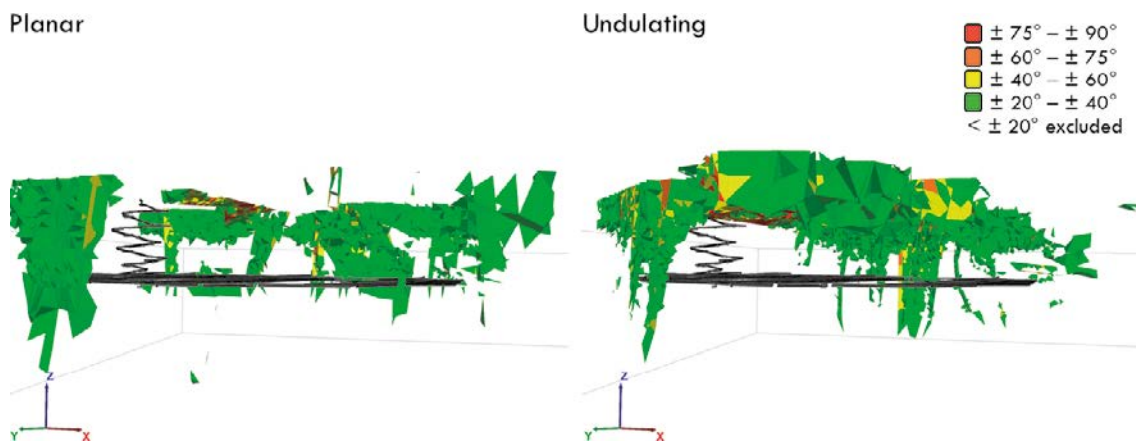 Planar
Undulating
± 75° – ± 90°
± 60° – ± 75°
± 40° – ± 60°
± 20° – ± 40°
< ± 20° excluded
Z
Y
X
Z
Y
X